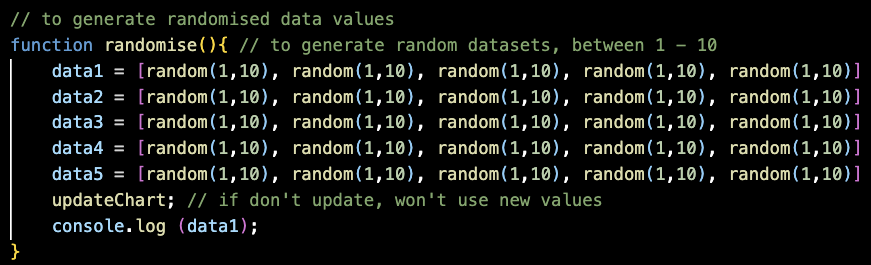 // to generate randomised data values
function randomise(){ // to generate random datasets, between 1 - 10
data1 = [random(1,10), random(1,10), random(1,10), random(1,10), random(1,10)]
data2 = [random(1,10), random(1,10), random(1,10), random(1,10), random(1,10)]
data3 = [random(1,10), random(1,10), random(1,10), random(1,10), random(1,10)]
data4 = [random(1,10), random(1,10), random(1,10), random(1,10), random(1,10)]
data5 = [random(1,10), random(1,10), random(1,10), random(1,10), random(1,10)]
updateChart; // if don't update, won't use new values
console.log (data1);
}